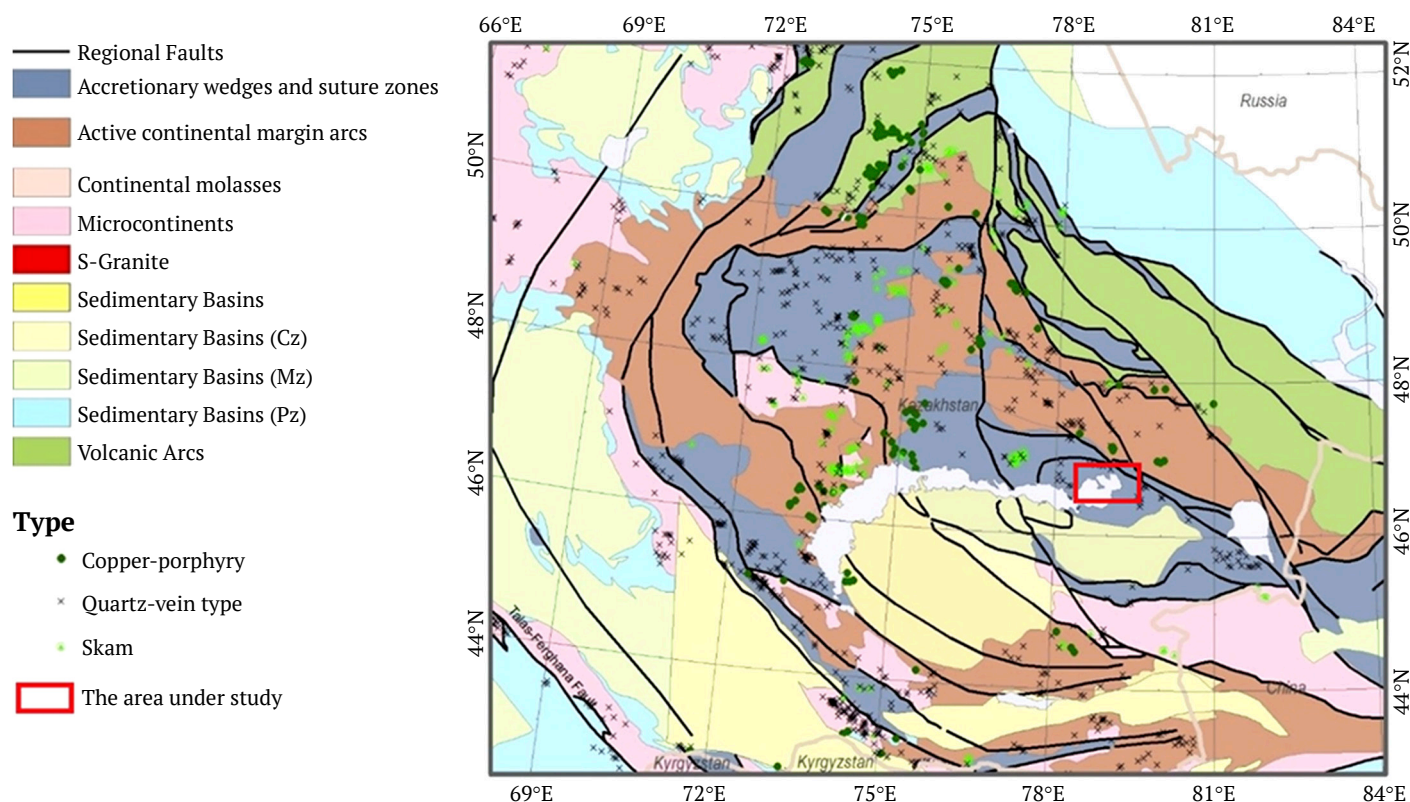 66°E 69°E 72°E 75°E 78°E 81°E 84°E
Regional Faults
Accretionary wedges and suture zones
Active continental margin arcs
Continental molasses
Microcontinents
S-Granite
Sedimentary Basins
Sedimentary Basins (Cz)
Sedimentary Basins (Mz)
Sedimentary Basins (Pz)
Volcanic Arcs
Type
Copper-porphyry
Quartz-vein type
Skam
The area under study
50°N
48°N
46°N
44°N
Russia
Kazakhstan
China
Talas-Ferghana Fault
Kyrgyzstan
Kyrgyzstan
52°N
50°N
48°N
46°N
44°N
69°E 72°E 75°E 78°E 81°E 84°E